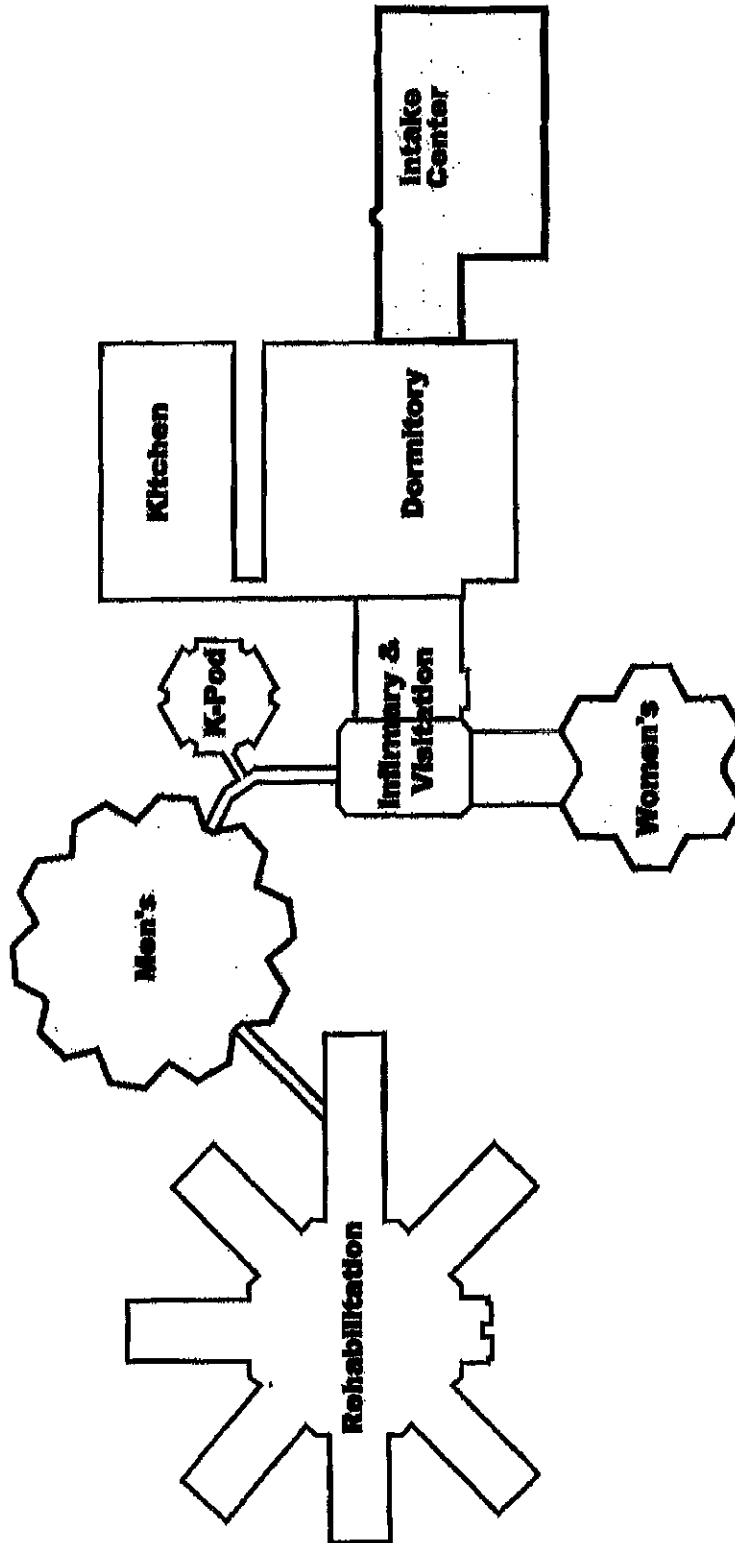 Rehabilitation
Men's
K-Pod
Infirmary &
Visitation
Women's
Kitchen
Dormitory
Intake
Center